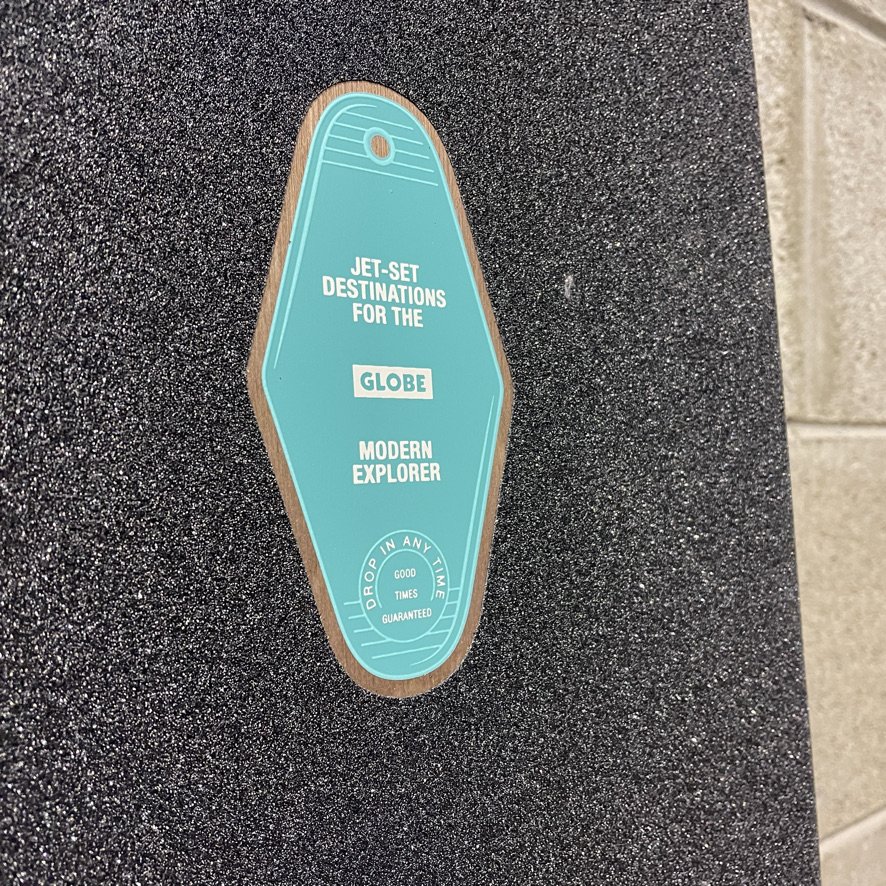 JET-SET
DESTINATIONS
FOR THE
GLOBE
MODERN
EXPLORER
DROP IN ANY TIME
GOOD
TIMES
GUARANTEED